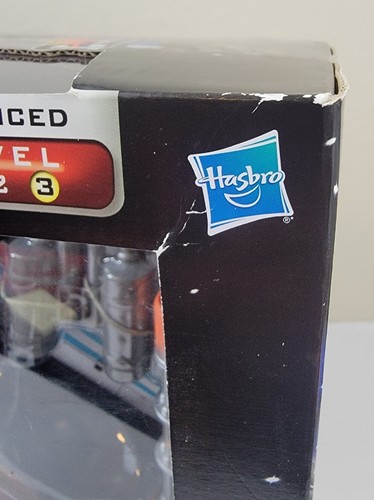 NCED
VEL
2 3
Hasbro
®